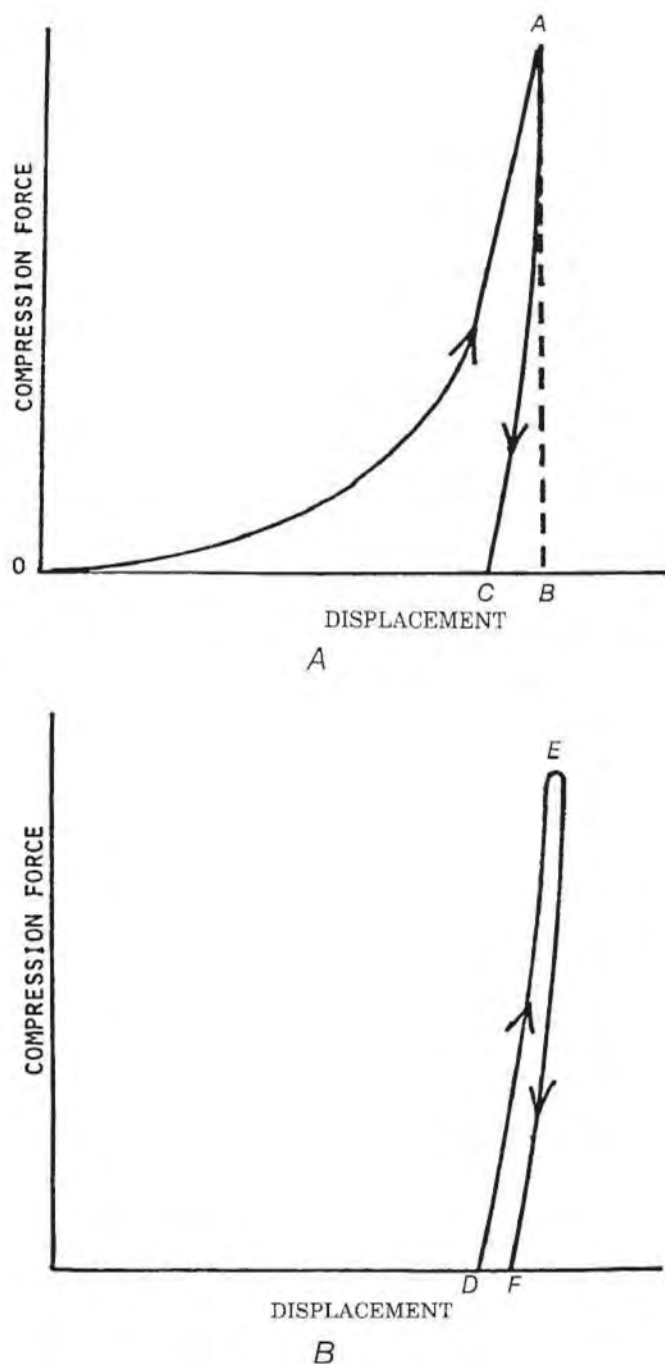 A
COMPRESSION FORCE
0
C B
DISPLACEMENT
A
E
COMPRESSION FORCE
D F
DISPLACEMENT
B